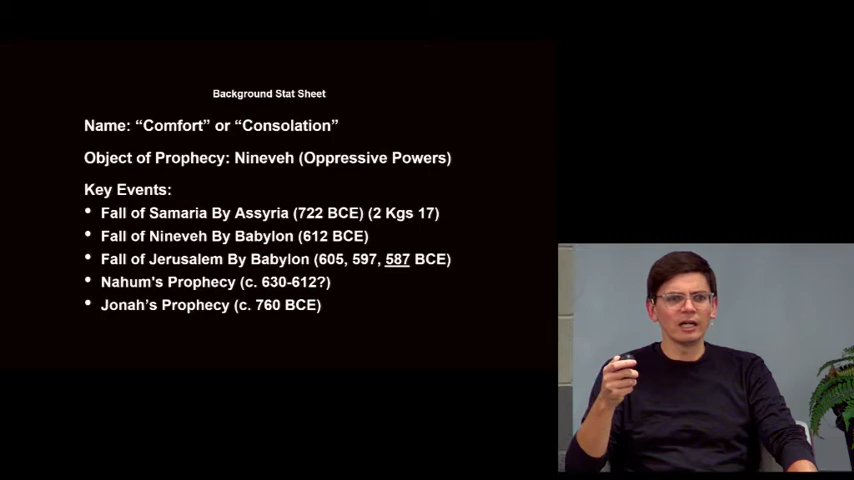 Background Stat Sheet
Name: “Comfort” or “Consolation”
Object of Prophecy: Nineveh (Oppressive Powers)
Key Events:
• Fall of Samaria By Assyria (722 BCE) (2 Kgs 17)
• Fall of Nineveh By Babylon (612 BCE)
• Fall of Jerusalem By Babylon (605, 597, 587 BCE)
• Nahum's Prophecy (c. 630-612?)
• Jonah’s Prophecy (c. 760 BCE)